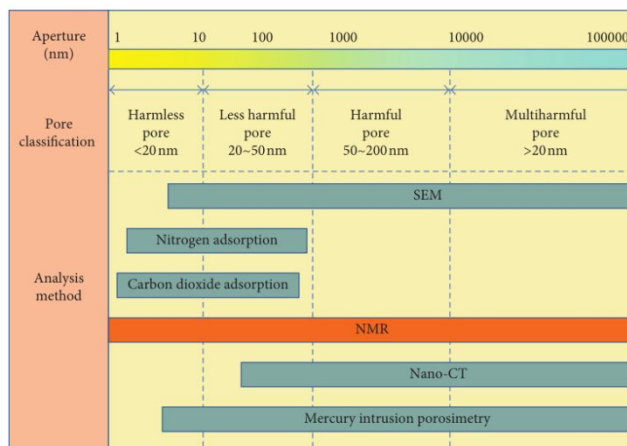 Aperture
(nm)
1 10 100 1000 10000 100000
Pore
classification
Harmless
pore
<20 nm
Less harmful
pore
20~50 nm
Harmful
pore
50~200 nm
Multiharmful
pore
>20 nm
Analysis
method
SEM
Nitrogen adsorption
Carbon dioxide adsorption
NMR
Nano-CT
Mercury intrusion porosimetry